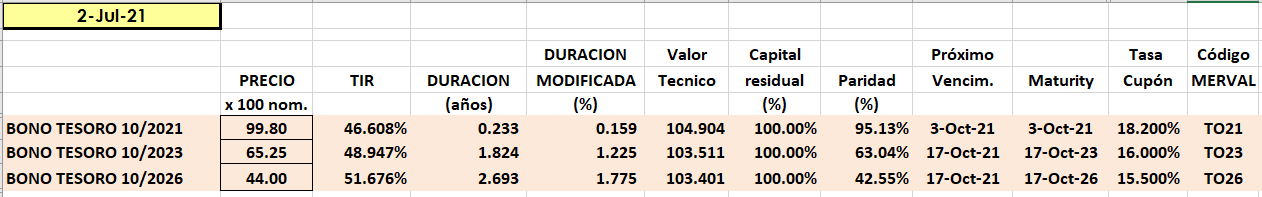 2-Jul-21
DURACION Valor Capital Próximo Tasa Código
PRECIO TIR DURACION MODIFICADA Tecnico residual Paridad Vencim. Maturity Cupón MERVAL
x 100 nom. (años) (%) (%) (%)
BONO TESORO 10/2021 99.80 46.608% 0.233 0.159 104.904 100.00% 95.13% 3-Oct-21 3-Oct-21 18.200% TO21
BONO TESORO 10/2023 65.25 48.947% 1.824 1.225 103.511 100.00% 63.04% 17-Oct-21 17-Oct-23 16.000% TO23
BONO TESORO 10/2026 44.00 51.676% 2.693 1.775 103.401 100.00% 42.55% 17-Oct-21 17-Oct-26 15.500% TO26